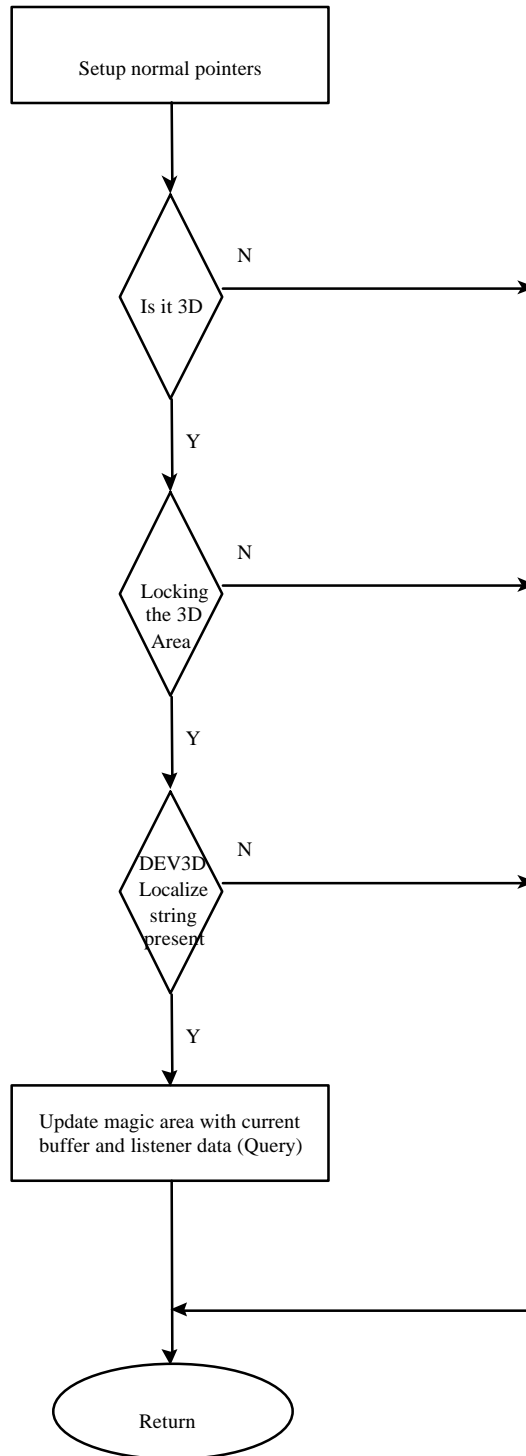 Setup normal pointers
N
Is it 3D
Y
N
Locking
the 3D
Area
Y
N
DEV3D
Localize
string
present
Y
Update magic area with current
buffer and listener data (Query)
Return